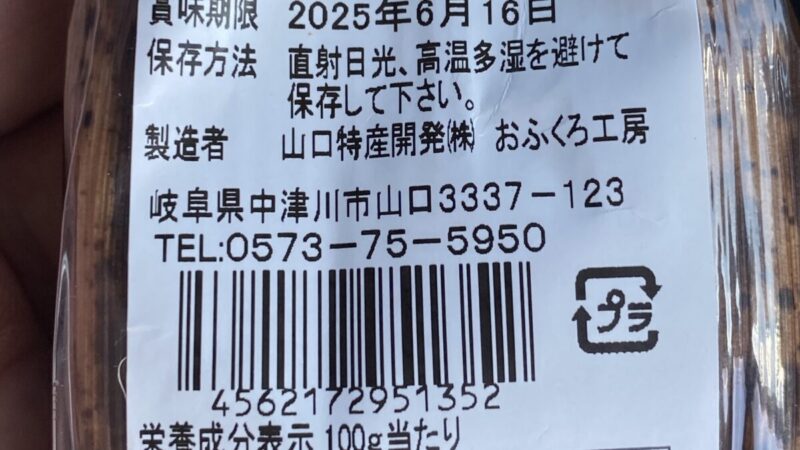 賞味期限 2025年6月16日
保存方法 直射日光、高温多湿を避けて
保存して下さい。
製造者 山口特産開発㈱ おふくろ工房
岐阜県中津川市山口3337-123
TEL:0573-75-5950
プラ
4562172951352
栄養成分表示 100g当たり